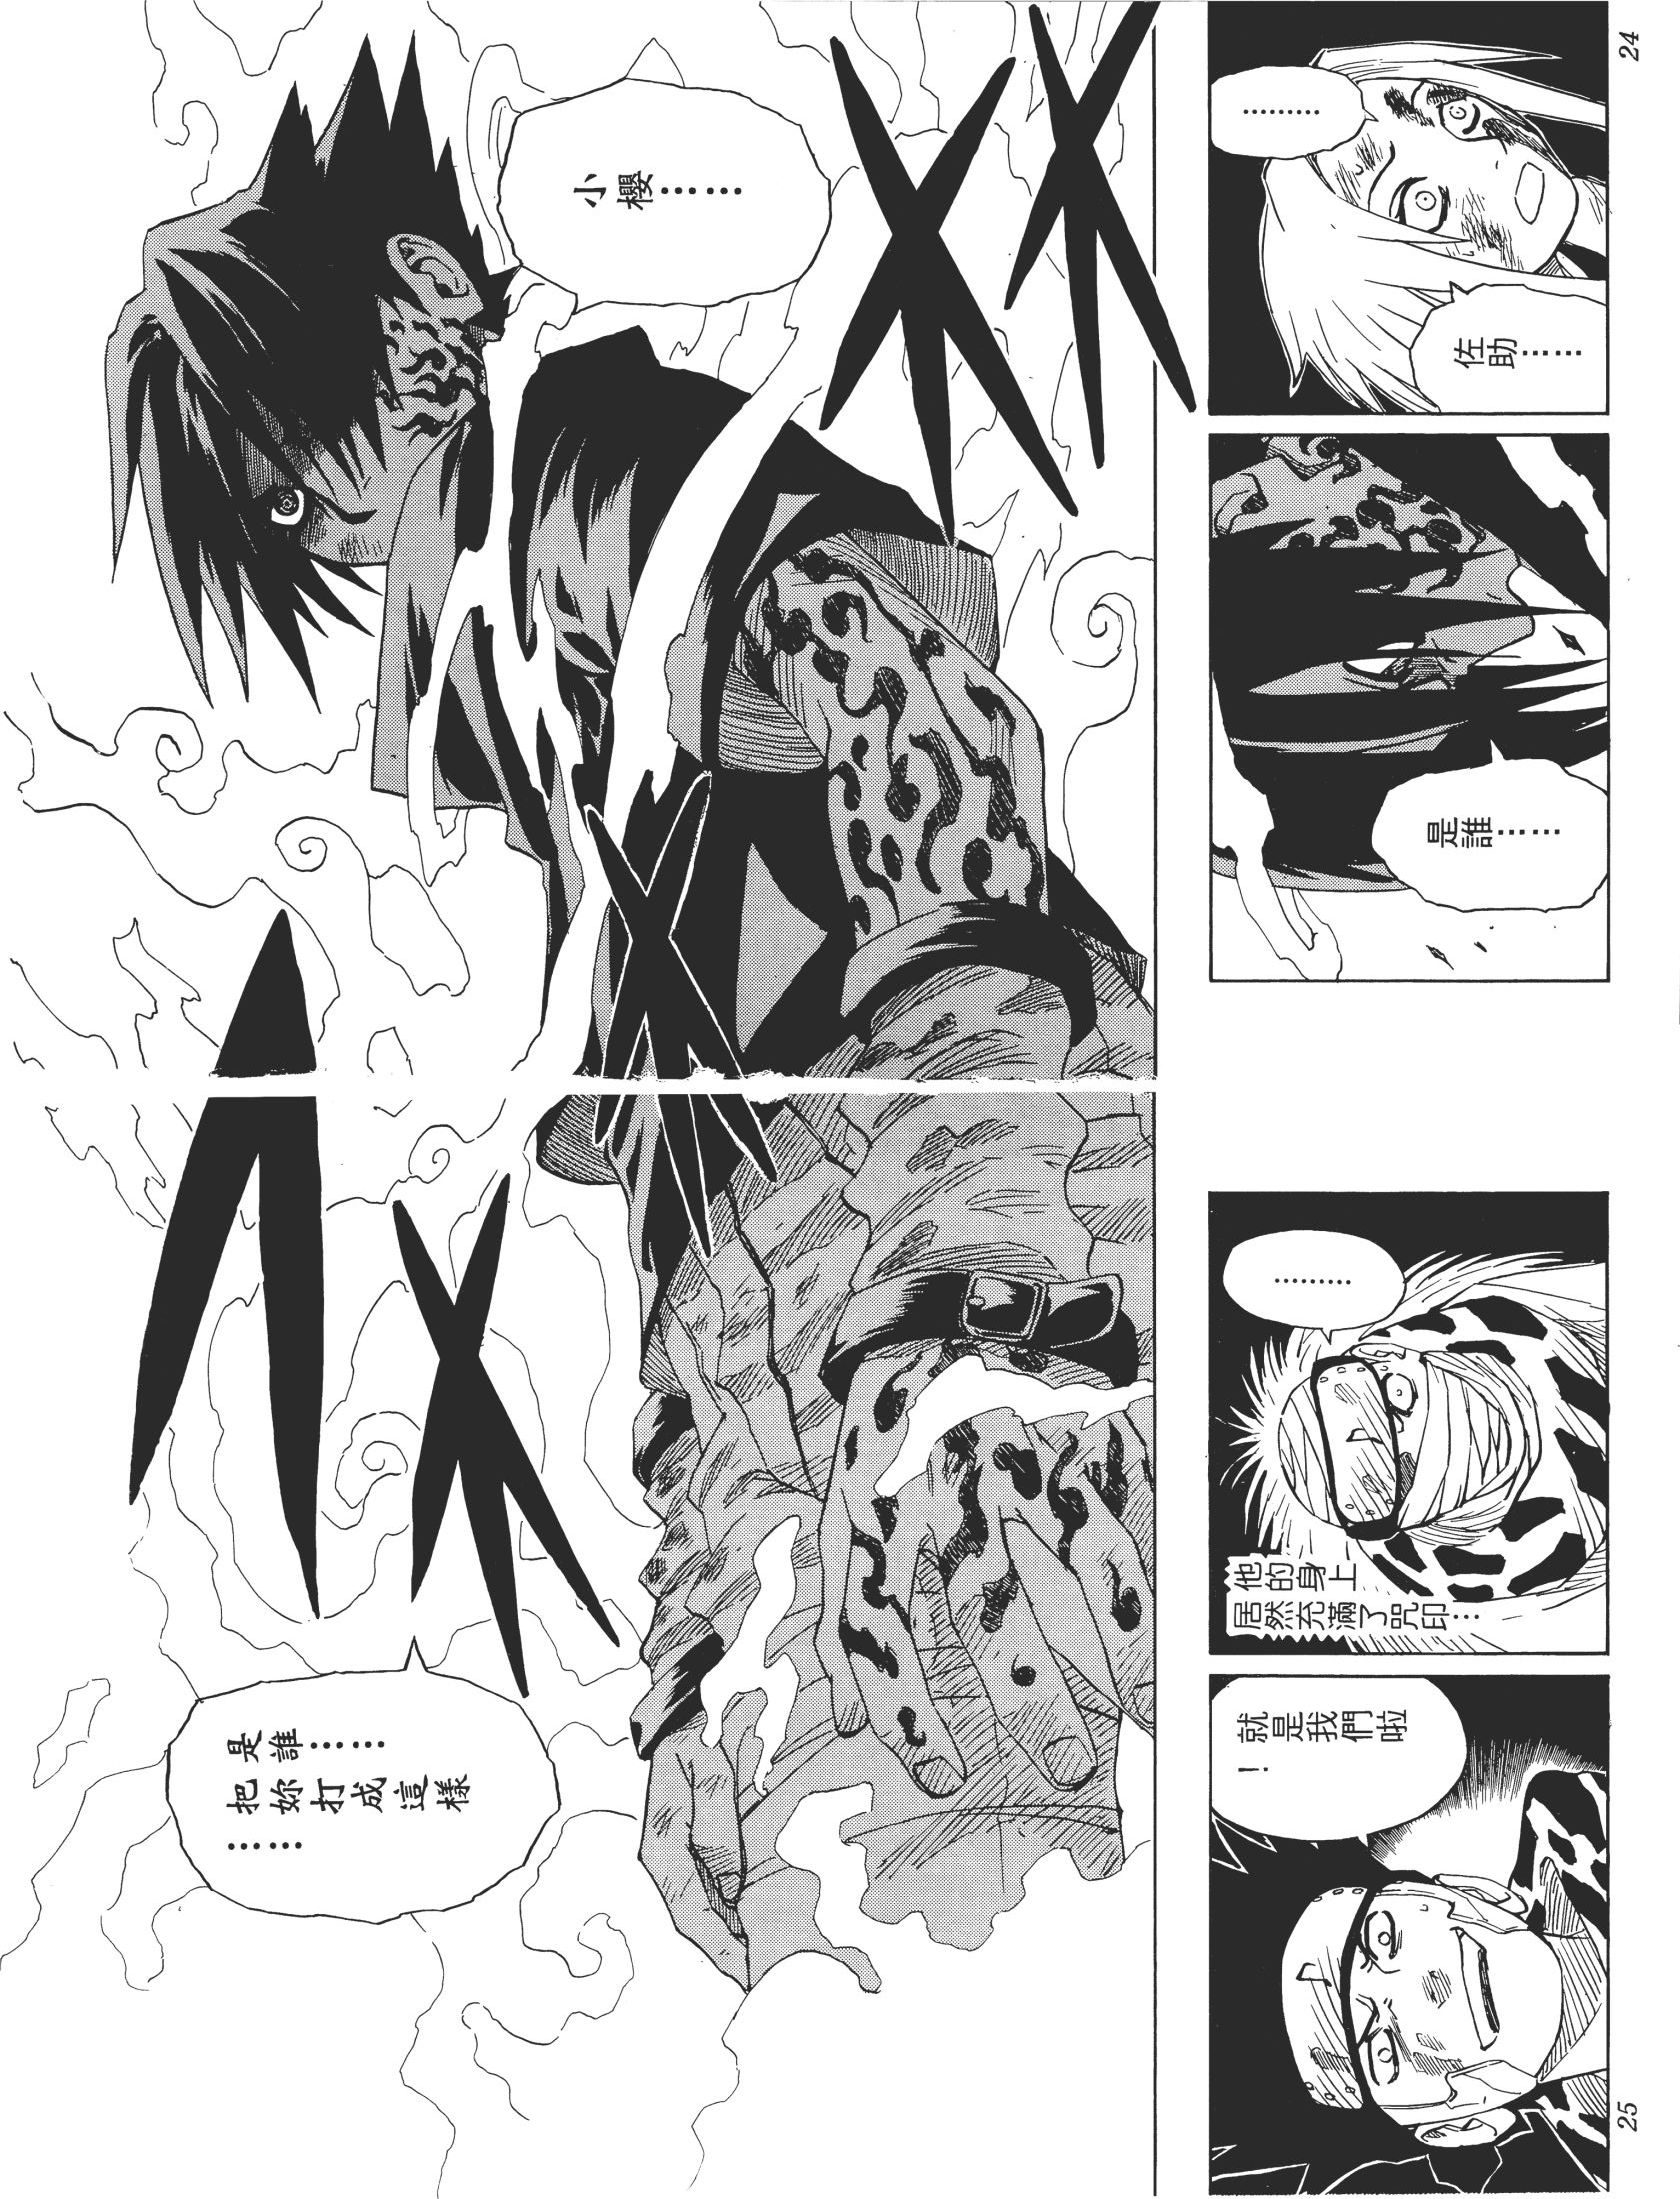 小櫻……
是誰……
把妳打成這樣
……
………
佐助……
是誰……
24
………
他的身上
居然充滿了咒印…
就是我們啦
！
25